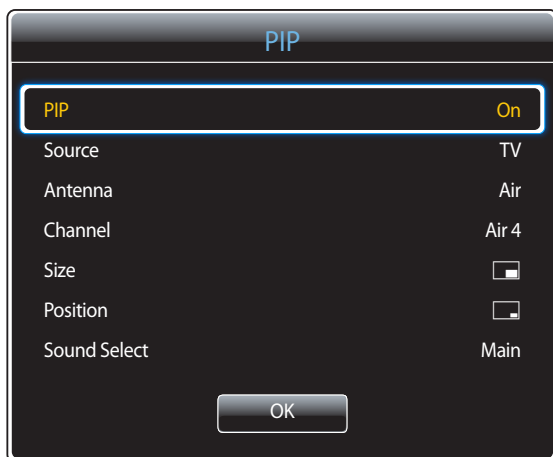 PIP
PIP On
Source TV
Antenna Air
Channel Air 4
Size
Position
Sound Select Main
OK